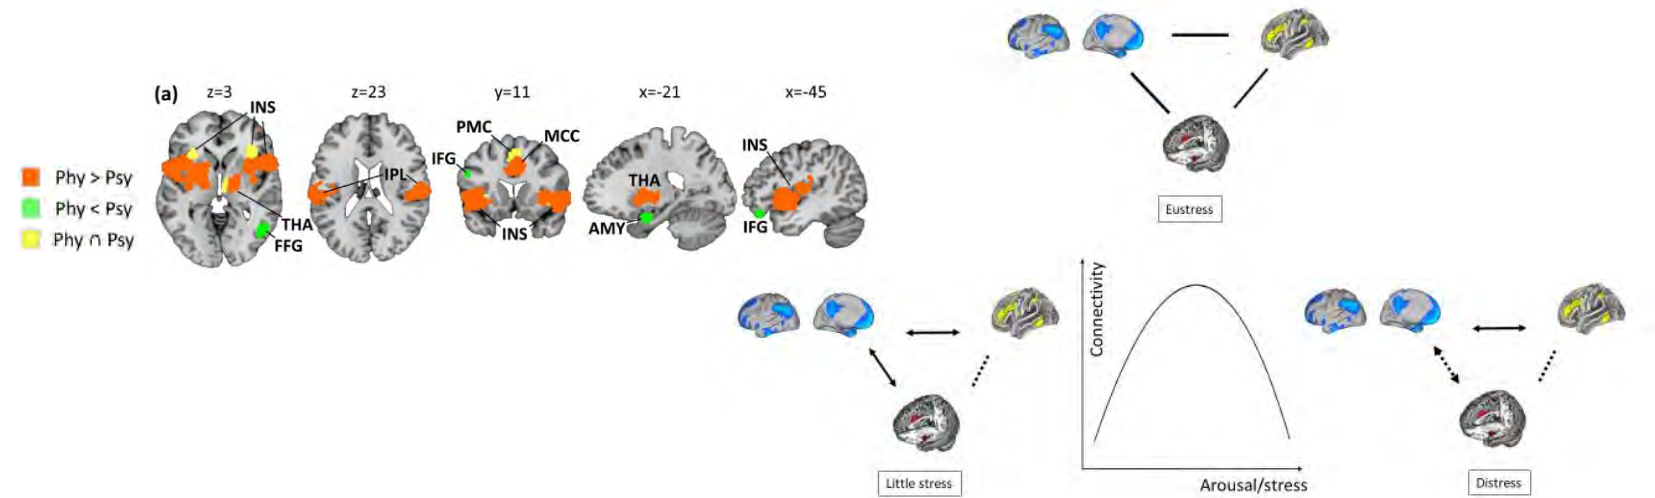 (a)
z=3
z=23
y=11
x=-21
x=-45
INS
PMC
MCC
IFG
INS
IPL
THA
Phy > Psy
Phy < Psy
Phy ∩ Psy
THA
FFG
INS
AMY
IFG
Eustress
Connectivity
Arousal/stress
Little stress
Distress